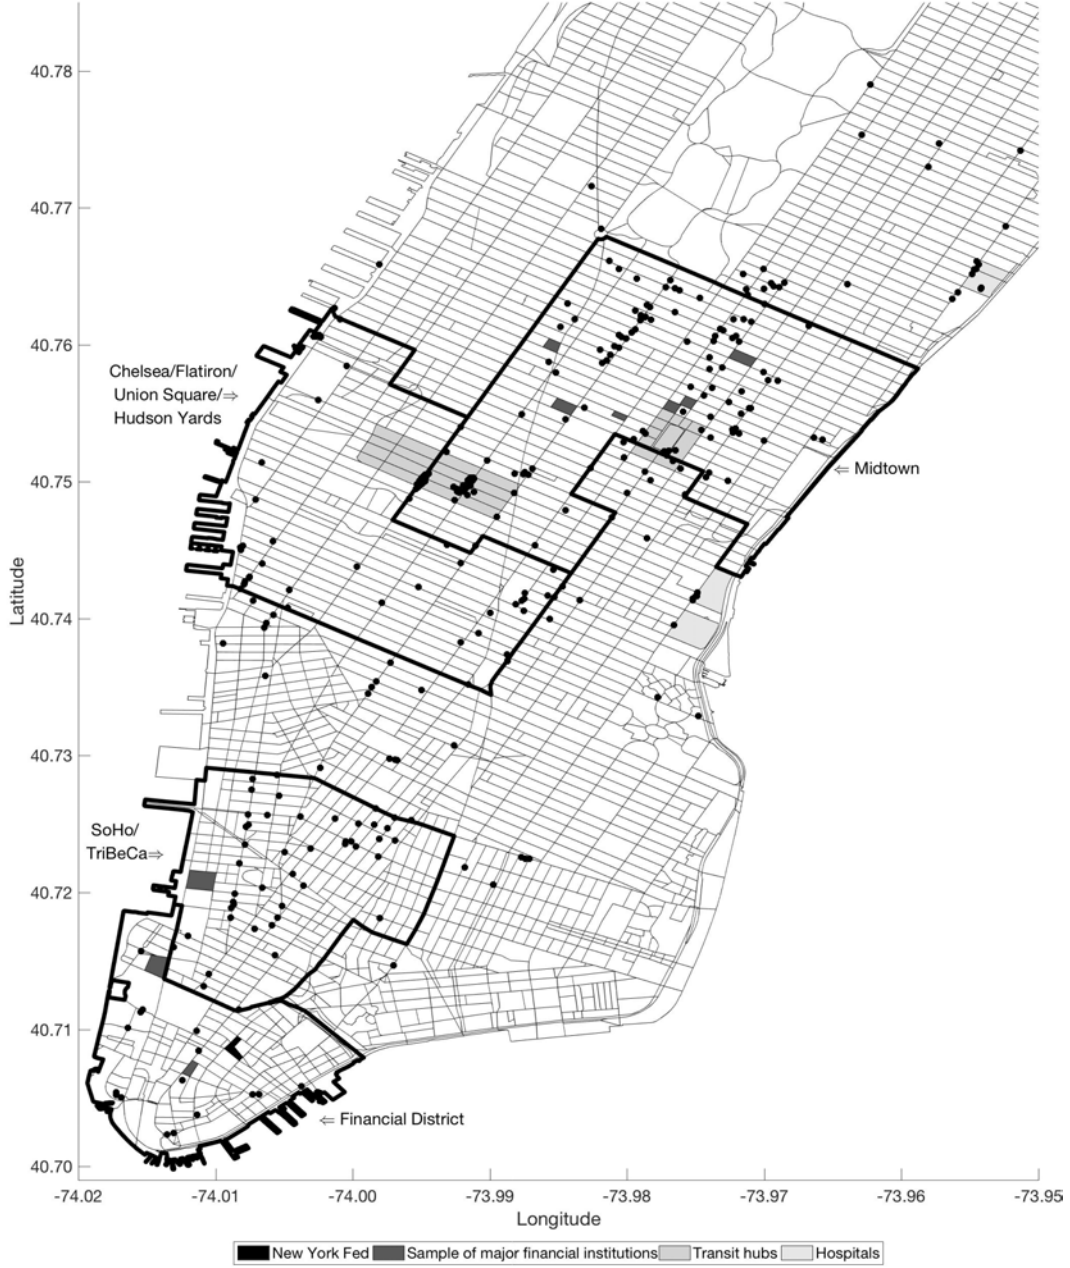 40.78
40.77
40.76
Chelsea/Flatiron/
Union Square/⇒
Hudson Yards
40.75
⇐ Midtown
Latitude
40.74
40.73
SoHo/
TriBeCa⇒
40.72
40.71
⇐ Financial District
40.70
-74.02 -74.01 -74.00 -73.99 -73.98 -73.97 -73.96 -73.95
Longitude
New York Fed Sample of major financial institutions Transit hubs Hospitals